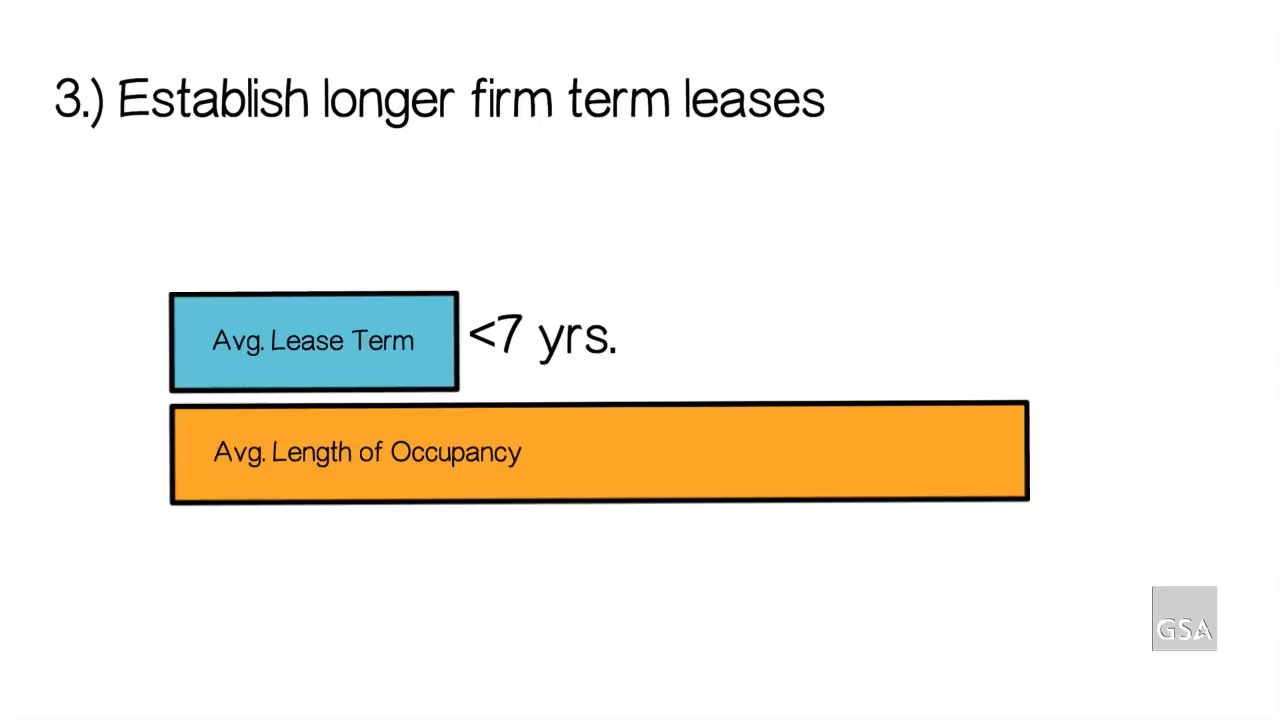 3.) Establish longer firm term leases
Avg. Lease Term
<7 yrs.
Avg. Length of Occupancy
GSA